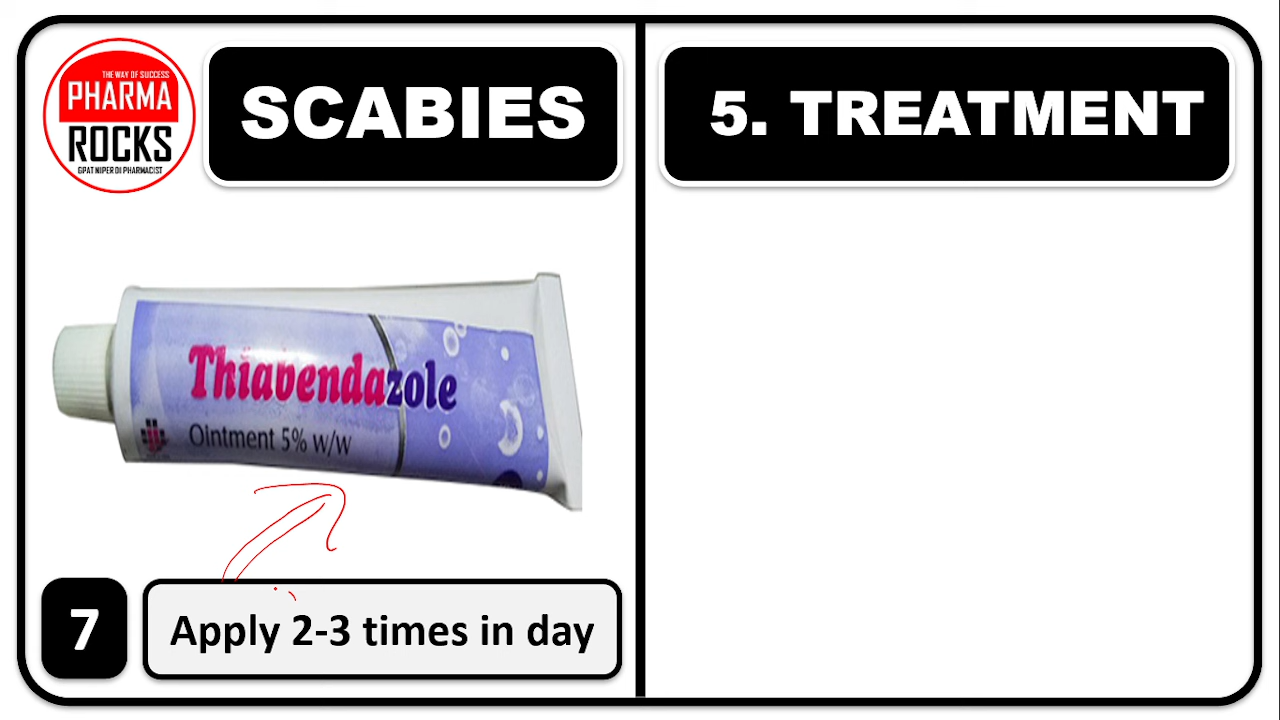 THE WAY OF SUCCESS
PHARMA
ROCKS
GPAT NIPER DI PHARMACIST
SCABIES
5. TREATMENT
Thiabendazole
Ointment 5% w/w
7
Apply 2-3 times in day